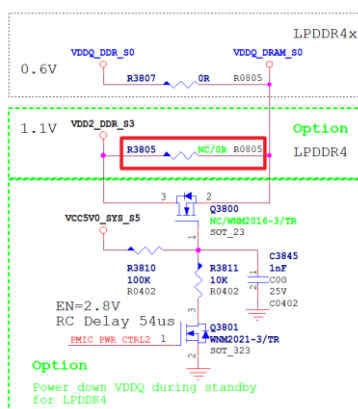 LPDDR4x
VDDQ_DDR_S0 VDDQ_DRAM_S0
0.6V
R3807 0R R0805
1.1V VDD2_DDR_S3 Option
R3805 NC/0R R0805 LPDDR4
3 2
Q3800
VCC5V0_SYS_S5 NC/WNM2016-3/TR
1 SOT_23
C3845
R3810 R3811 1nF
100K 10K C0G
R0402 R0402 25V
C0402
EN=2.8V 3
RC Delay 54us Q3801
PMIC_PWR_CTRL2 1 WNM2021-3/TR
SOT_323
2
Option
Power down VDDQ during standby
for LPDDR4